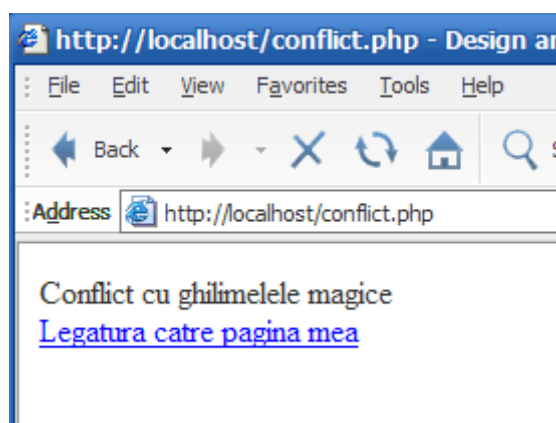 http://localhost/conflict.php - Design
File Edit View Favorites Tools Help
Back
Address http://localhost/conflict.php
Conflict cu ghilimelele magice
Legatura catre pagina mea